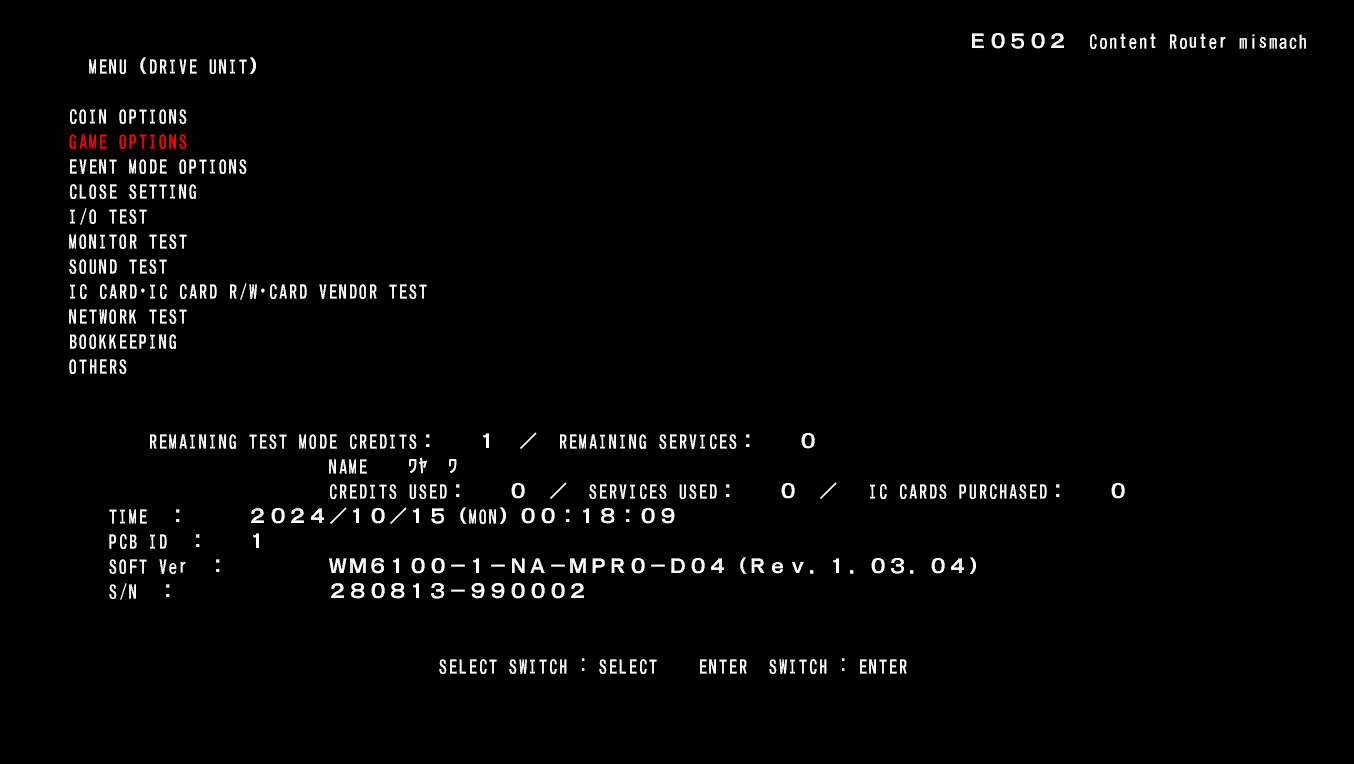 E0502 Content Router mismach
MENU (DRIVE UNIT)
COIN OPTIONS
GAME OPTIONS
EVENT MODE OPTIONS
CLOSE SETTING
I/O TEST
MONITOR TEST
SOUND TEST
IC CARD·IC CARD R/W·CARD VENDOR TEST
NETWORK TEST
BOOKKEEPING
OTHERS
REMAINING TEST MODE CREDITS: 1 / REMAINING SERVICES: 0
NAME ﾜﾔ ﾜ
CREDITS USED: 0 / SERVICES USED: 0 / IC CARDS PURCHASED: 0
TIME : 2024/10/15 (MON) 00:18:09
PCB ID : 1
SOFT Ver : WM6100-1-NA-MPR0-D04 (Rev. 1. 03. 04)
S/N : 280813-990002
SELECT SWITCH : SELECT ENTER SWITCH : ENTER